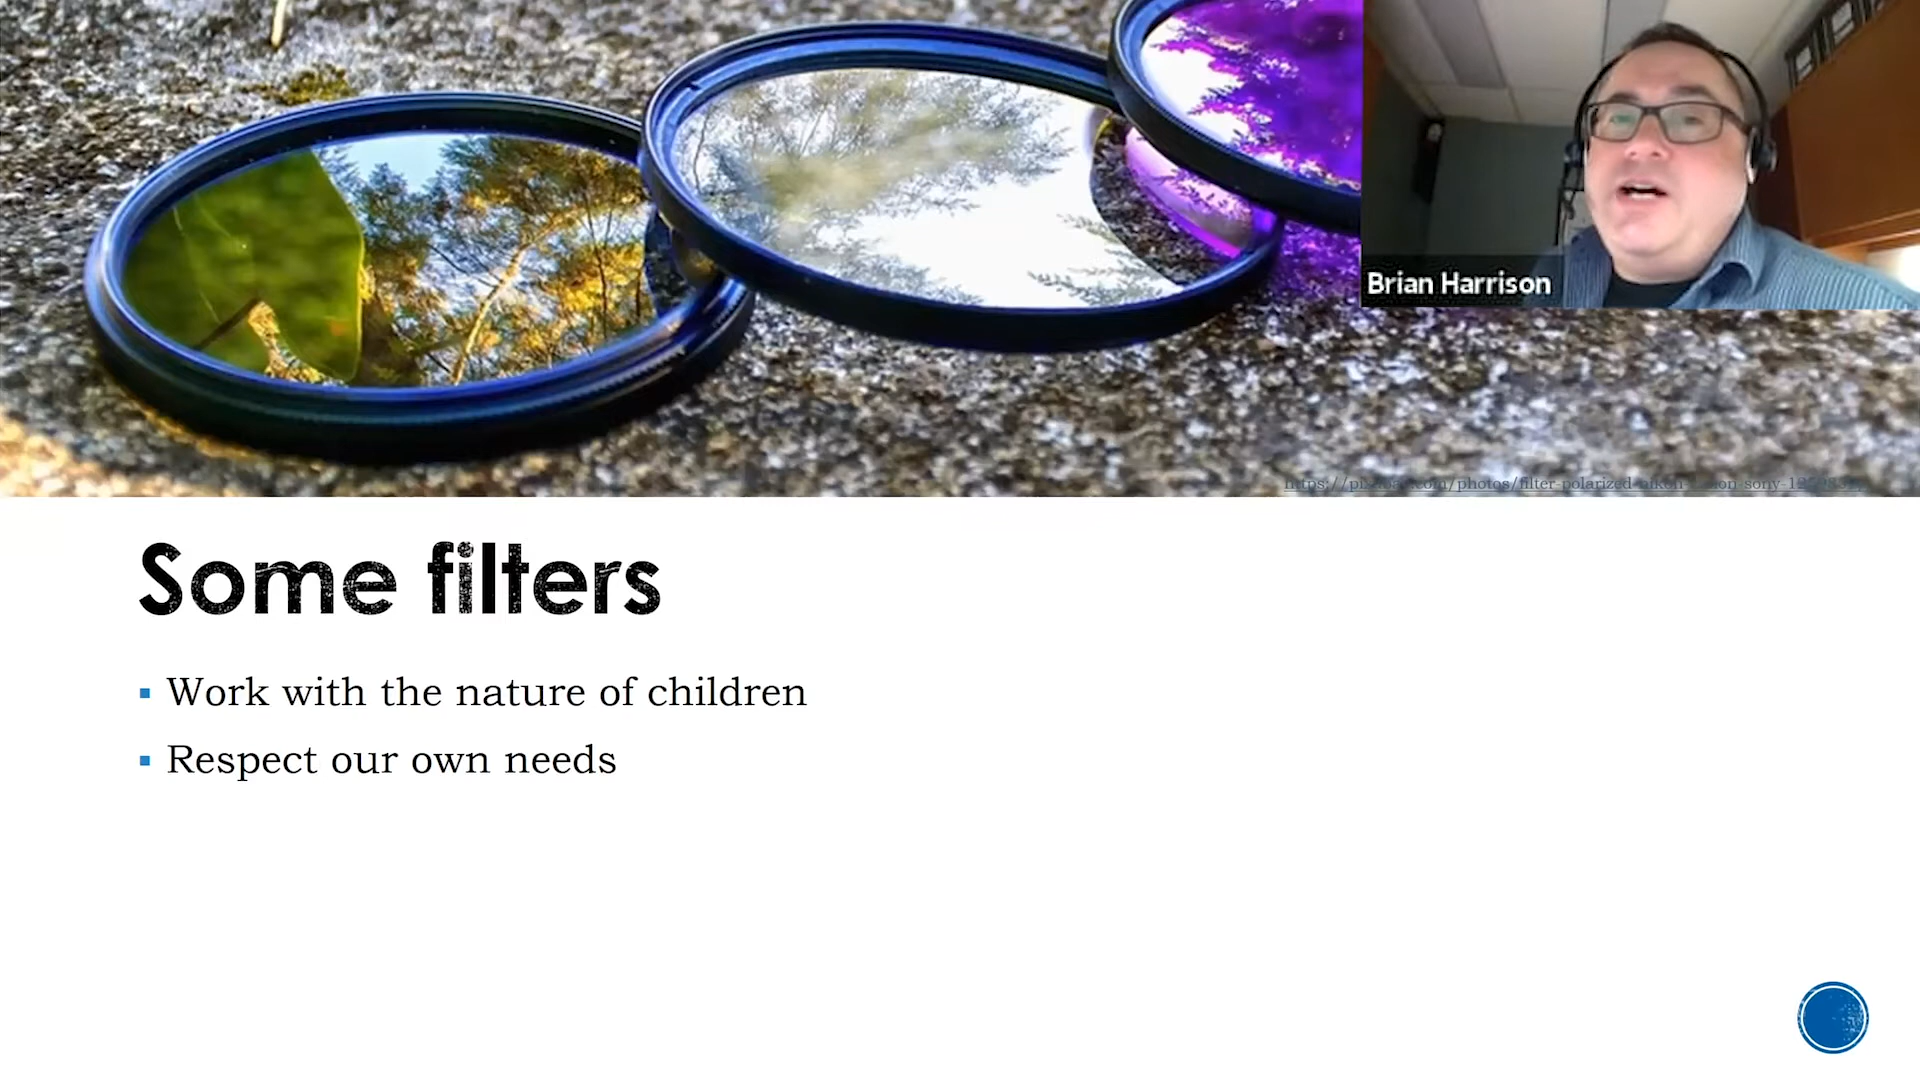 Brian Harrison
Some filters
Work with the nature of children
Respect our own needs